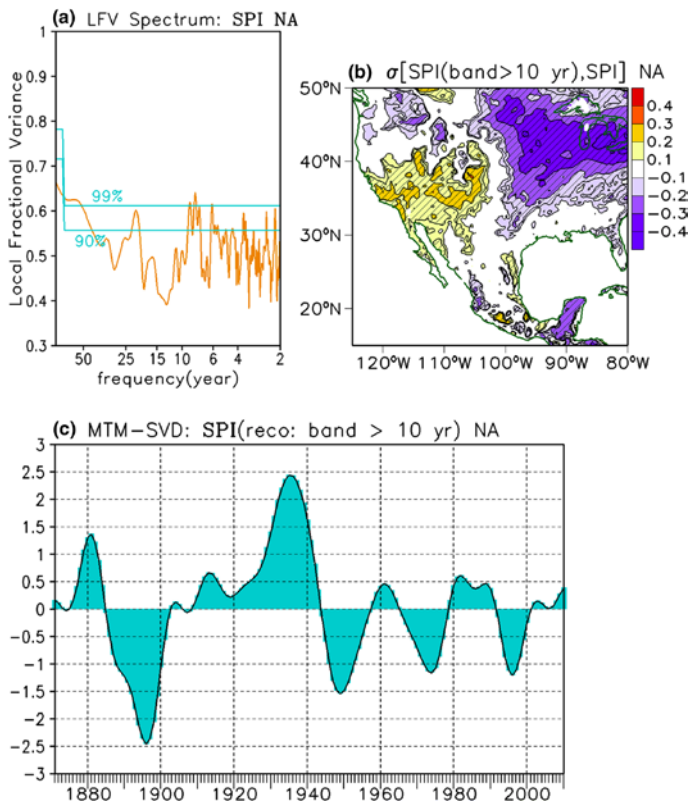 (a) LFV Spectrum: SPI NA
1
0.9
0.8
0.7
0.6
0.5
0.4
0.3
Local Fractional Variance
99%
90%
50 25 15 10 6 4 2
frequency(year)
(b) σ[SPI(band>10 yr),SPI] NA
50°N
40°N
30°N
20°N
120°W 110°W 100°W 90°W 80°W
0.4
0.3
0.2
0.1
-0.1
-0.2
-0.3
-0.4
(c) MTM-SVD: SPI(reco: band > 10 yr) NA
3
2.5
2
1.5
1
0.5
0
-0.5
-1
-1.5
-2
-2.5
-3
1880 1900 1920 1940 1960 1980 2000